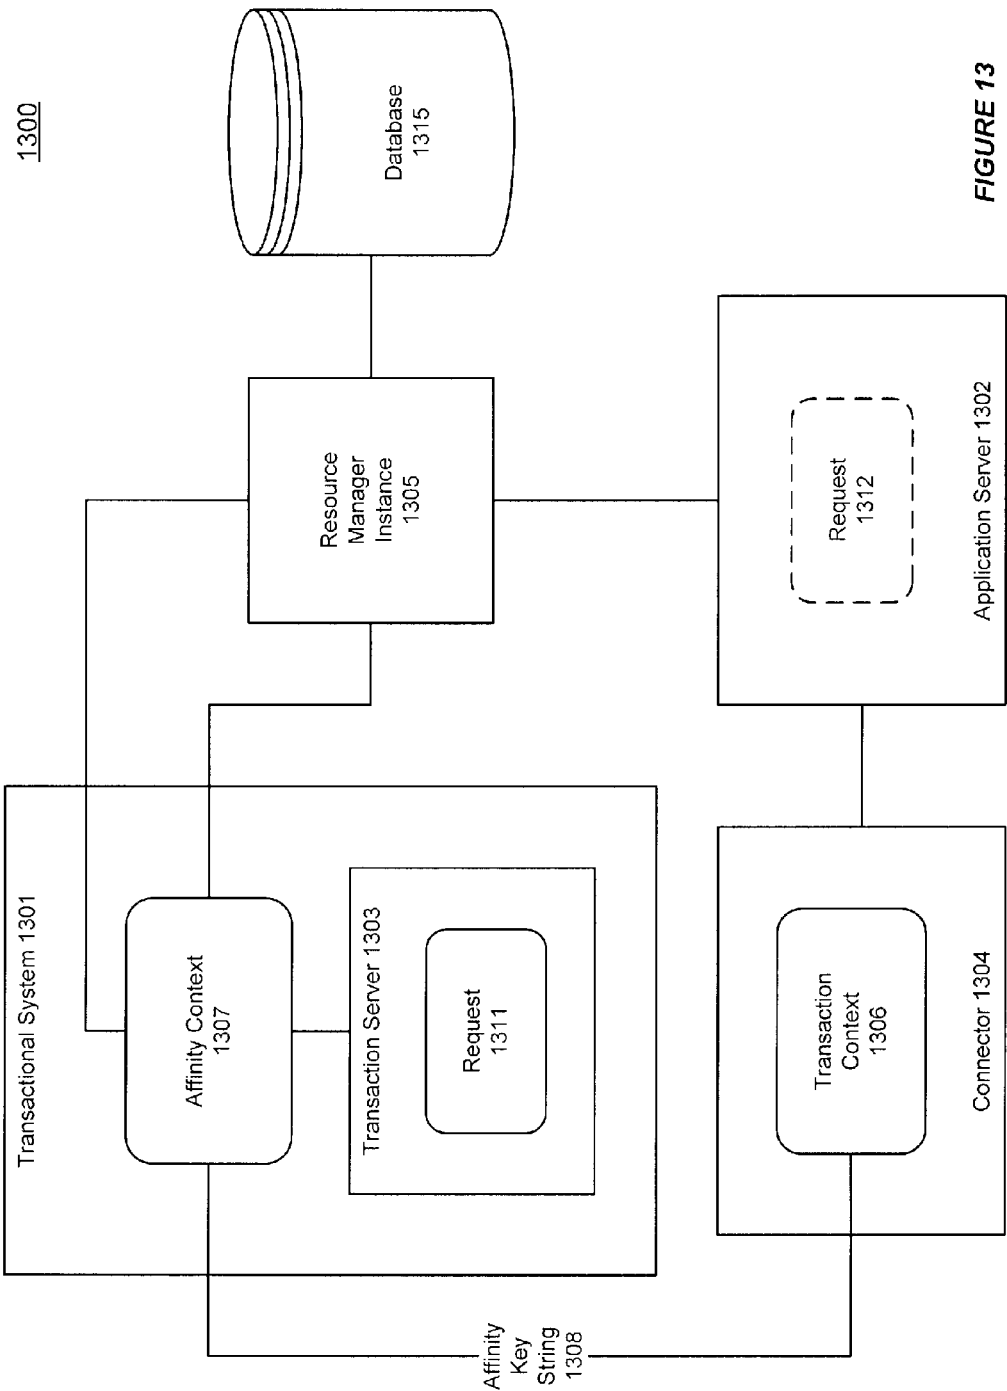 1300
Transactional System 1301
Affinity Context
1307
Transaction Server 1303
Request
1311
Affinity
Key
String
1308
Resource
Manager
Instance
1305
Database
1315
Connector 1304
Transaction
Context
1306
Application Server 1302
Request
1312
FIGURE 13